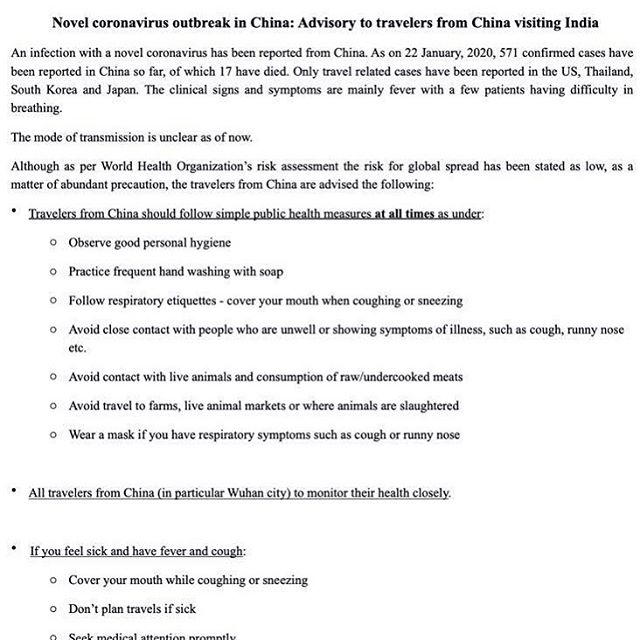 Novel coronavirus outbreak in China: Advisory to travelers from China visiting India
An infection with a novel coronavirus has been reported from China. As on 22 January, 2020, 571 confirmed cases have
been reported in China so far, of which 17 have died. Only travel related cases have been reported in the US, Thailand,
South Korea and Japan. The clinical signs and symptoms are mainly fever with a few patients having difficulty in
breathing.
The mode of transmission is unclear as of now.
Although as per World Health Organization's risk assessment the risk for global spread has been stated as low, as a
matter of abundant precaution, the travelers from China are advised the following:
• Travelers from China should follow simple public health measures at all times as under:
o Observe good personal hygiene
o Practice frequent hand washing with soap
o Follow respiratory etiquettes - cover your mouth when coughing or sneezing
o Avoid close contact with people who are unwell or showing symptoms of illness, such as cough, runny nose
etc.
o Avoid contact with live animals and consumption of raw/undercooked meats
o Avoid travel to farms, live animal markets or where animals are slaughtered
o Wear a mask if you have respiratory symptoms such as cough or runny nose
• All travelers from China (in particular Wuhan city) to monitor their health closely.
• If you feel sick and have fever and cough:
o Cover your mouth while coughing or sneezing
o Don't plan travels if sick
o Seek medical attention promptly